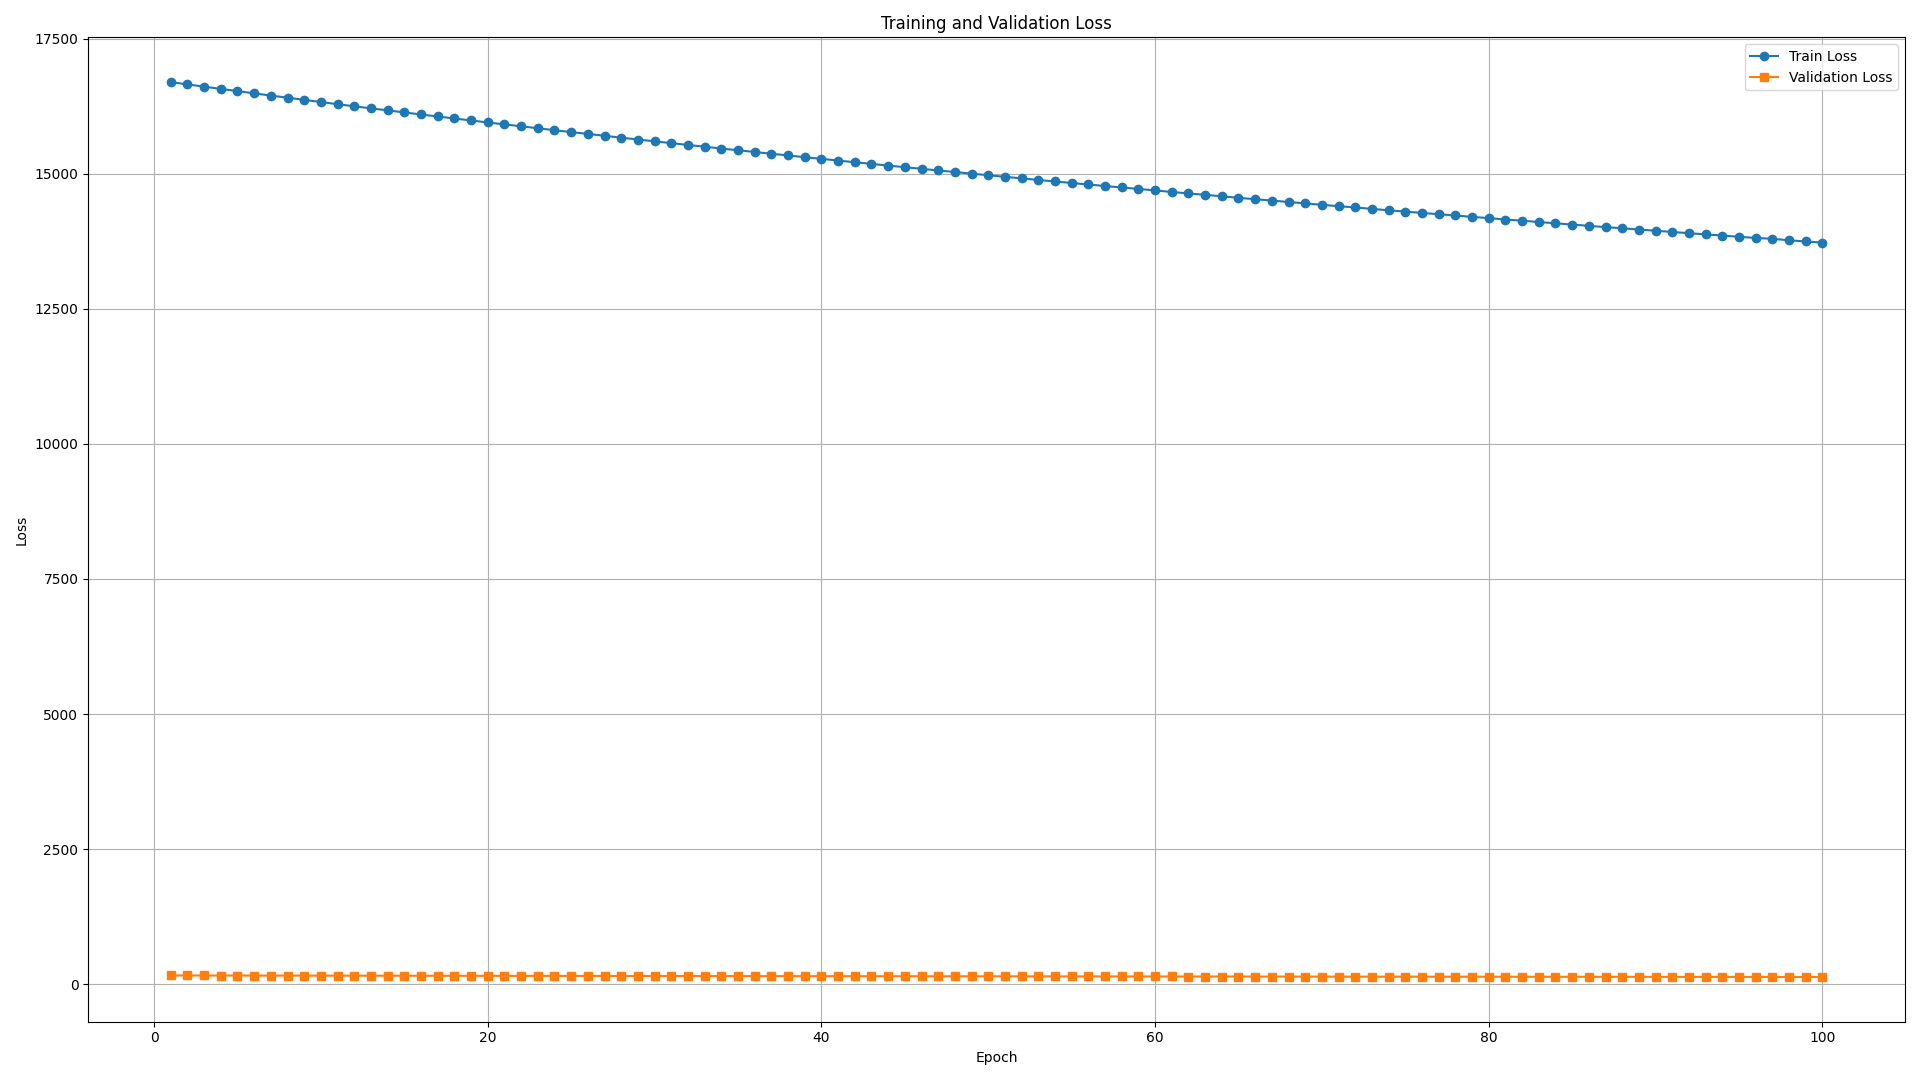 Training and Validation Loss
Train Loss
Validation Loss
17500
15000
12500
10000
7500
5000
2500
0
Loss
0 20 40 60 80 100
Epoch